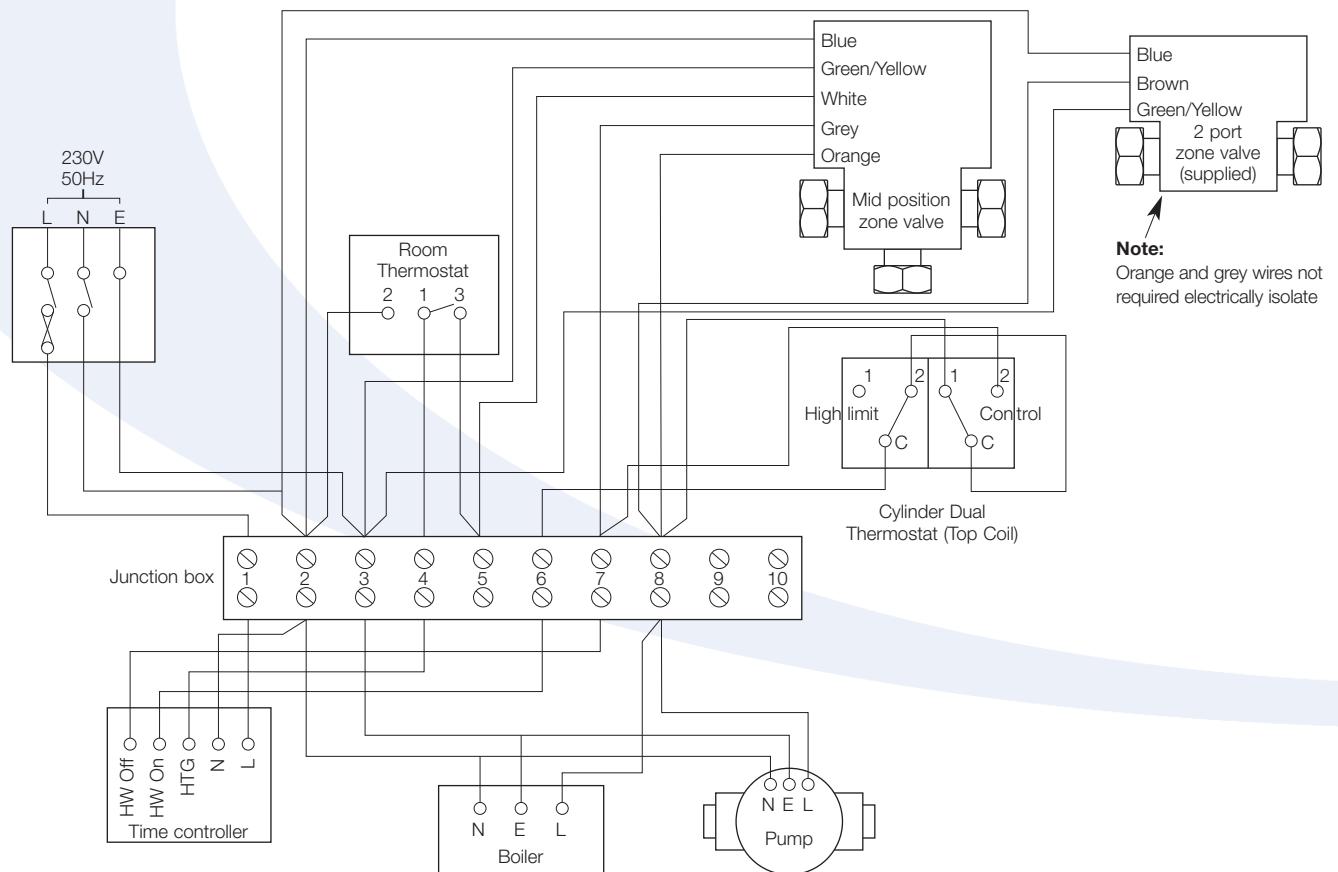 Blue
Green/Yellow
White
Grey
Orange
Mid position
zone valve
Blue
Brown
Green/Yellow
2 port
zone valve
(supplied)
Note:
Orange and grey wires not
required electrically isolate
230V
50Hz
L N E
Room
Thermostat
2 1 3
1 2 1 2
High limit Control
C C
Cylinder Dual
Thermostat (Top Coil)
Junction box
1 2 3 4 5 6 7 8 9 10
HW Off
HW On
HTG
N
L
Time controller
N E L
Boiler
N E L
Pump